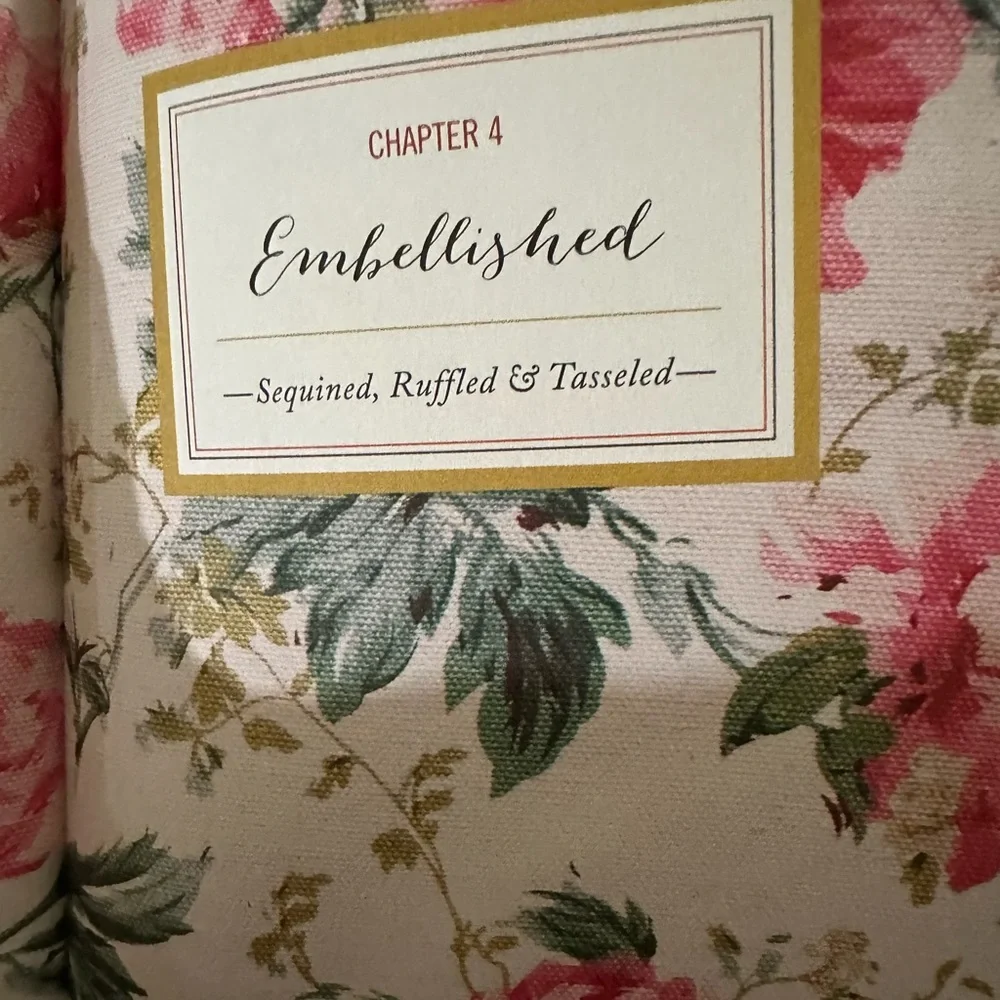 CHAPTER 4
Embellished
—Sequined, Ruffled & Tasseled—